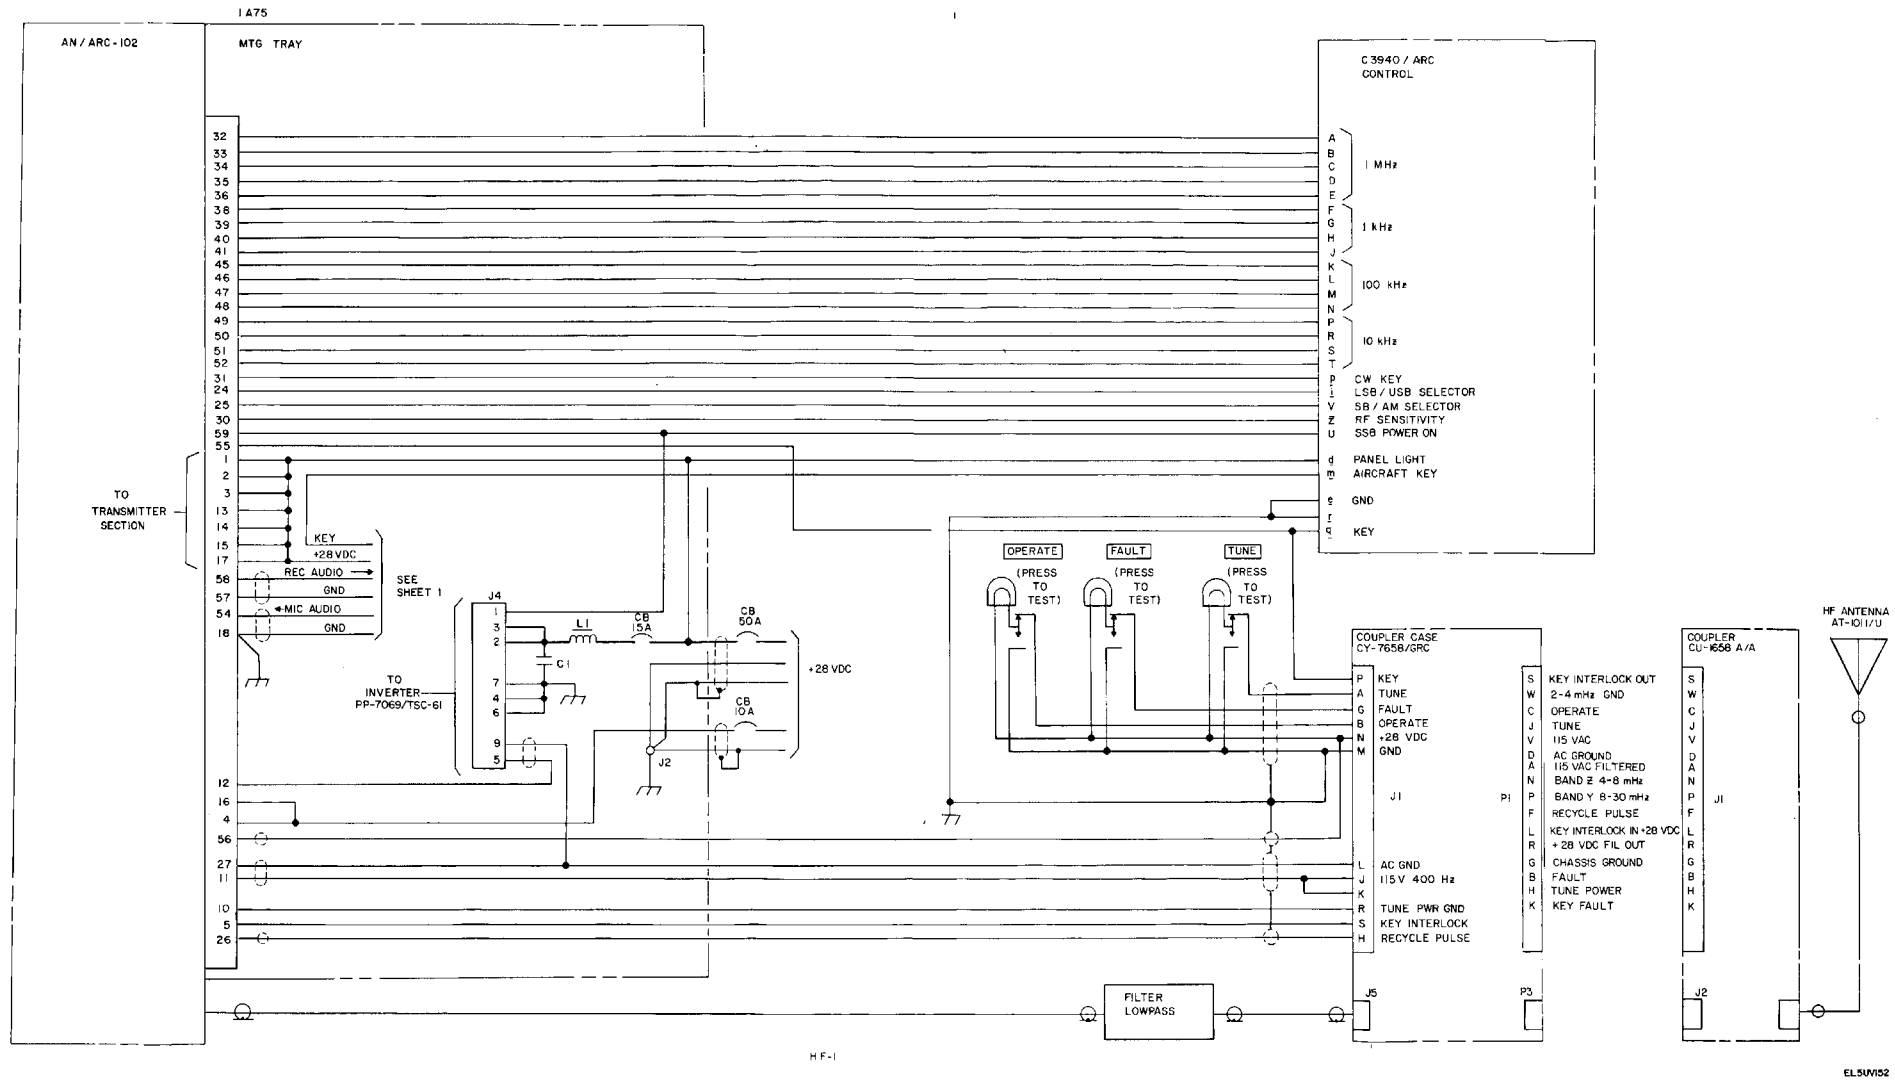 1A75
1
AN/ARC-102
MTG TRAY
C3940/ARC
CONTROL
32
33
34
35
36
38
39
40
41
45
46
47
48
49
50
51
52
31
24
25
30
59
55
1
2
3
13
14
15
17
58
57
54
18
12
16
4
56
27
11
10
5
26
A
B
C
D
E
1 MHz
F
G
H
J
1 kHz
K
L
M
N
100 kHz
P
R
S
T
10 kHz
p CW KEY
i LSB/USB SELECTOR
V SB/AM SELECTOR
Z RF SENSITIVITY
U SSB POWER ON
d PANEL LIGHT
m AIRCRAFT KEY
e GND
r
q KEY
TO
TRANSMITTER
SECTION
KEY
+28VDC
REC AUDIO
GND
MIC AUDIO
GND
SEE
SHEET 1
J4
1
3
2
7
4
6
9
5
L1
C1
CB
15A
CB
50A
CB
10A
+28 VDC
J2
TO
INVERTER
PP-7069/TSC-61
OPERATE
(PRESS
TO
TEST)
FAULT
(PRESS
TO
TEST)
TUNE
(PRESS
TO
TEST)
COUPLER CASE
CY-7658/GRC
P KEY
A TUNE
G FAULT
B OPERATE
N +28 VDC
M GND
J1
L AC GND
J 115V 400 Hz
K
R TUNE PWR GND
S KEY INTERLOCK
H RECYCLE PULSE
P1
S KEY INTERLOCK OUT
W 2-4 mHz GND
C OPERATE
J TUNE
V 115 VAC
D AC GROUND
A 115 VAC FILTERED
N BAND Z 4-8 mHz
P BAND Y 8-30 mHz
F RECYCLE PULSE
L KEY INTERLOCK IN +28 VDC
R +28 VDC FIL OUT
G CHASSIS GROUND
B FAULT
H TUNE POWER
K KEY FAULT
COUPLER
CU-1658 A/A
S
W
C
J
V
D
A
N
P
F
L
R
G
B
H
K
J1
HF ANTENNA
AT-1011/U
FILTER
LOWPASS
J5
P3
J2
HF-1
EL5UV152